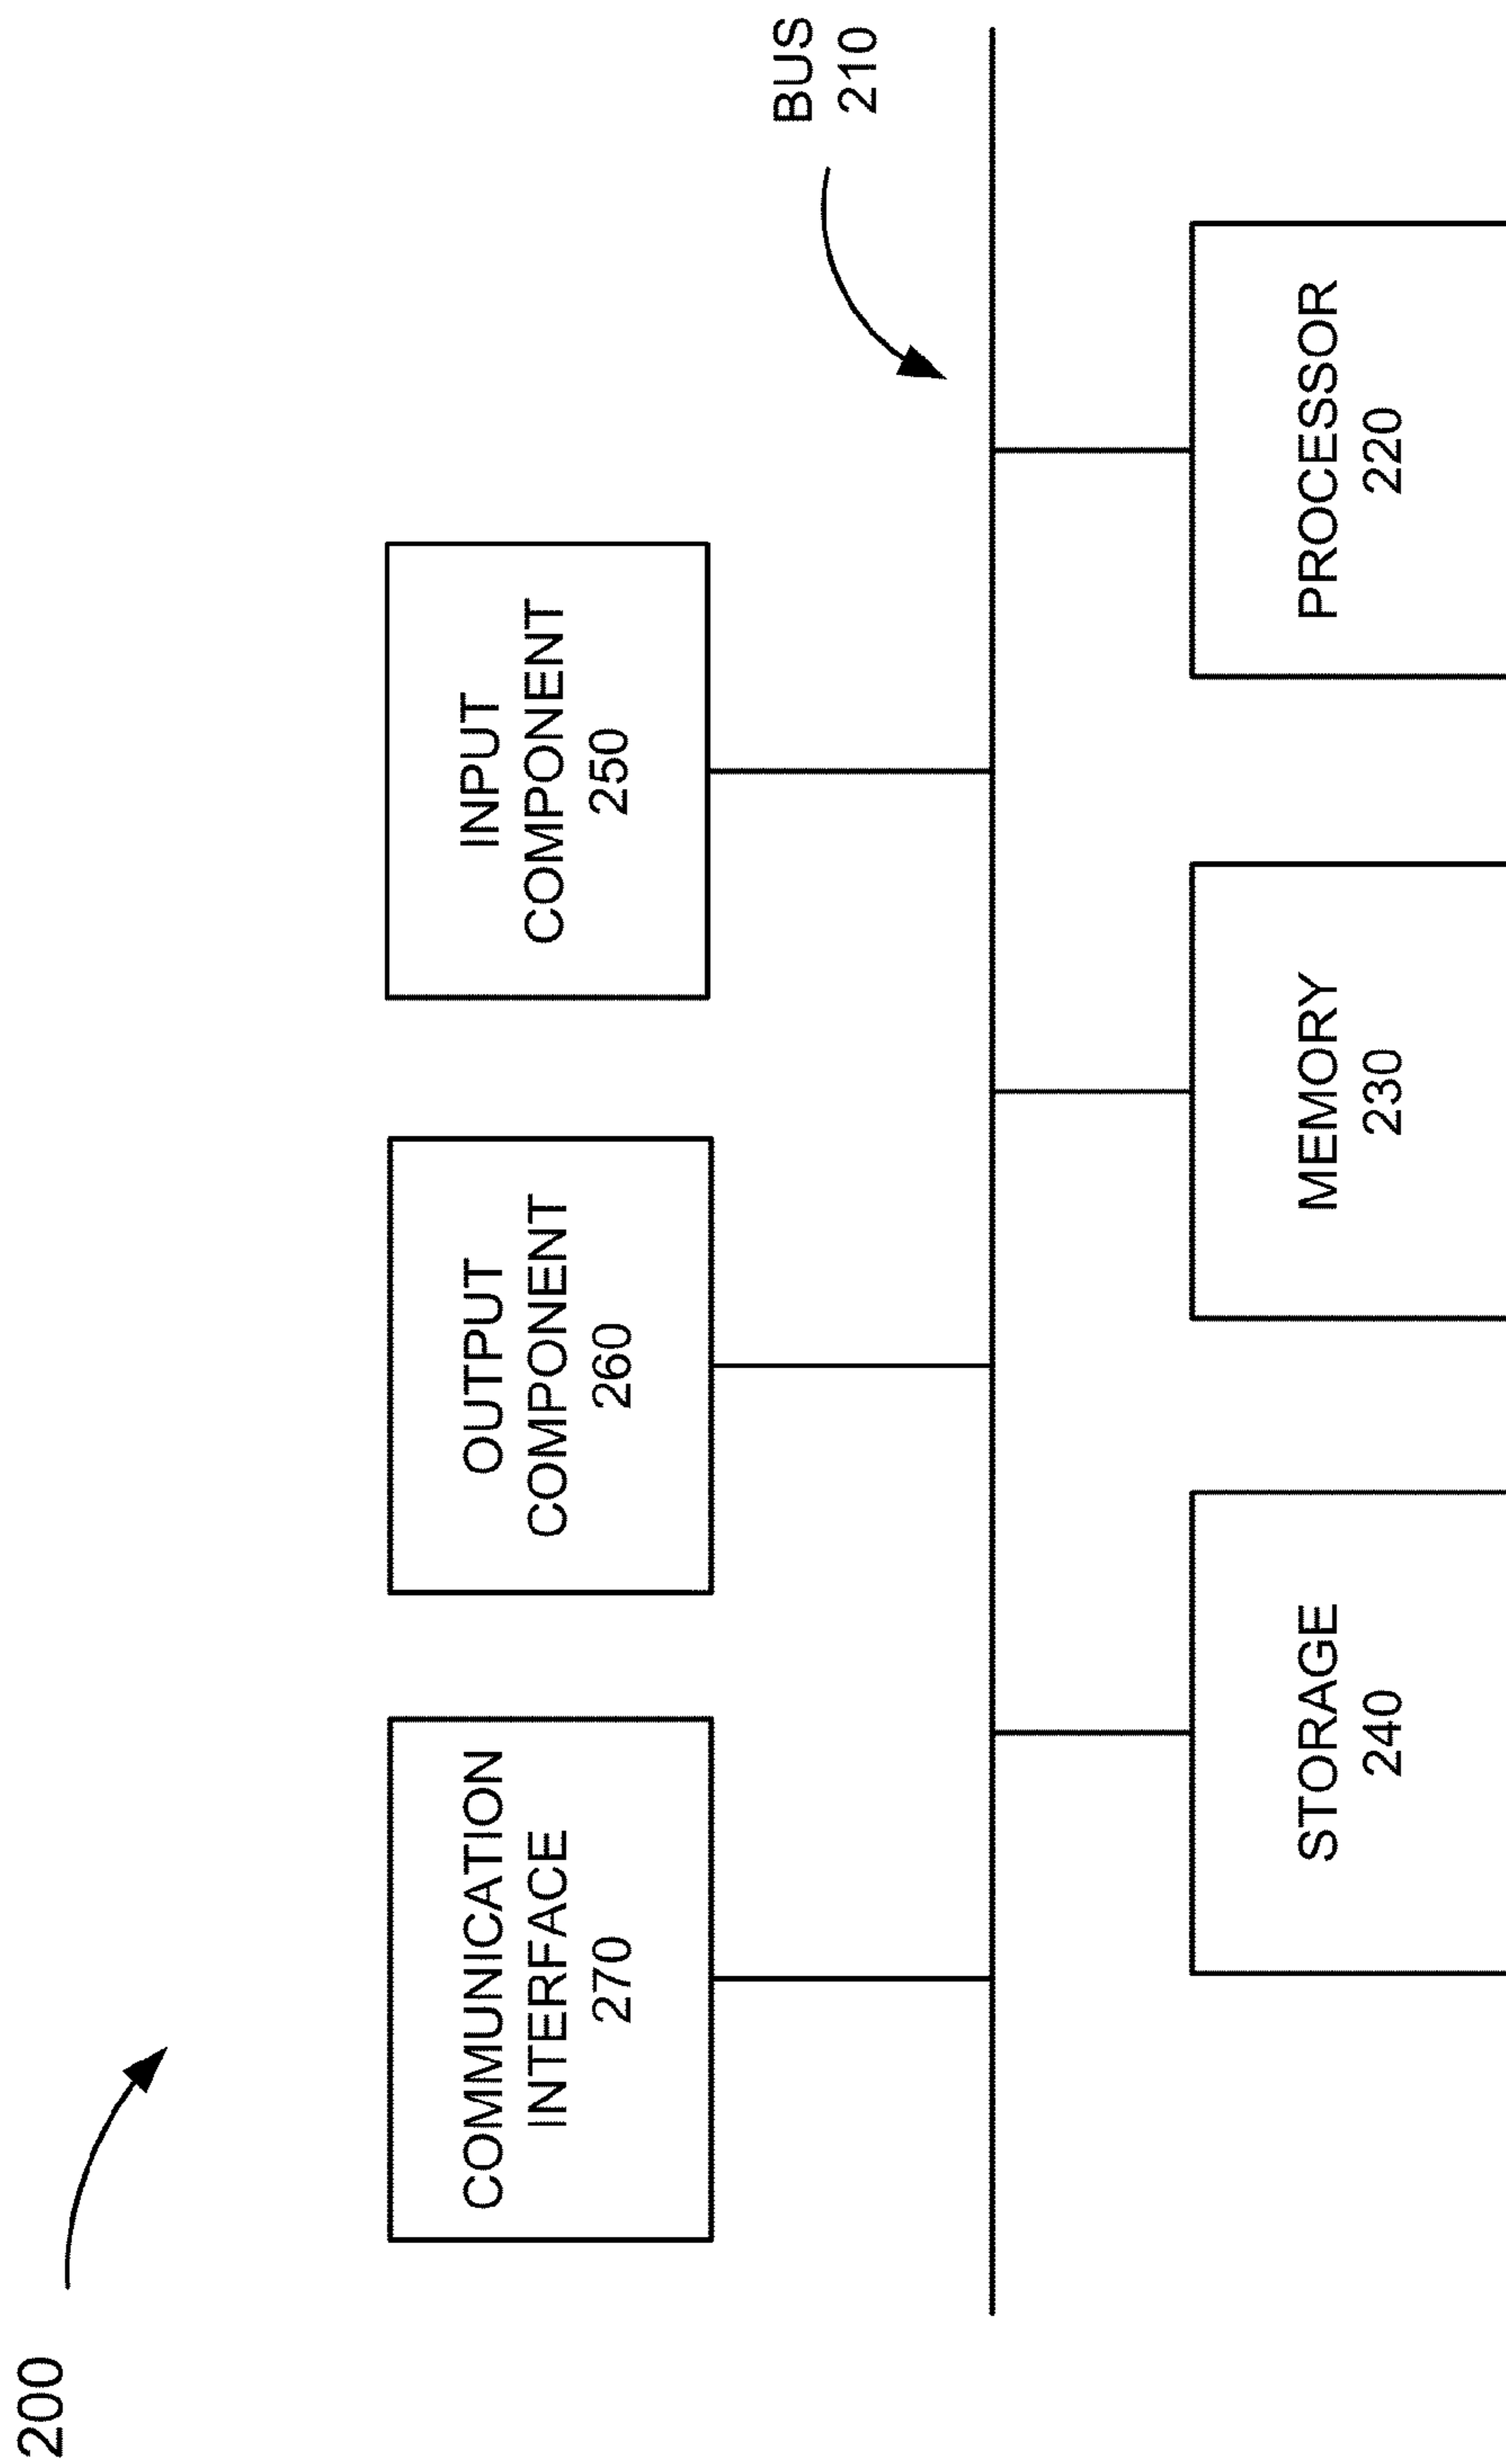 200
COMMUNICATION
INTERFACE
270
OUTPUT
COMPONENT
260
INPUT
COMPONENT
250
BUS
210
STORAGE
240
MEMORY
230
PROCESSOR
220